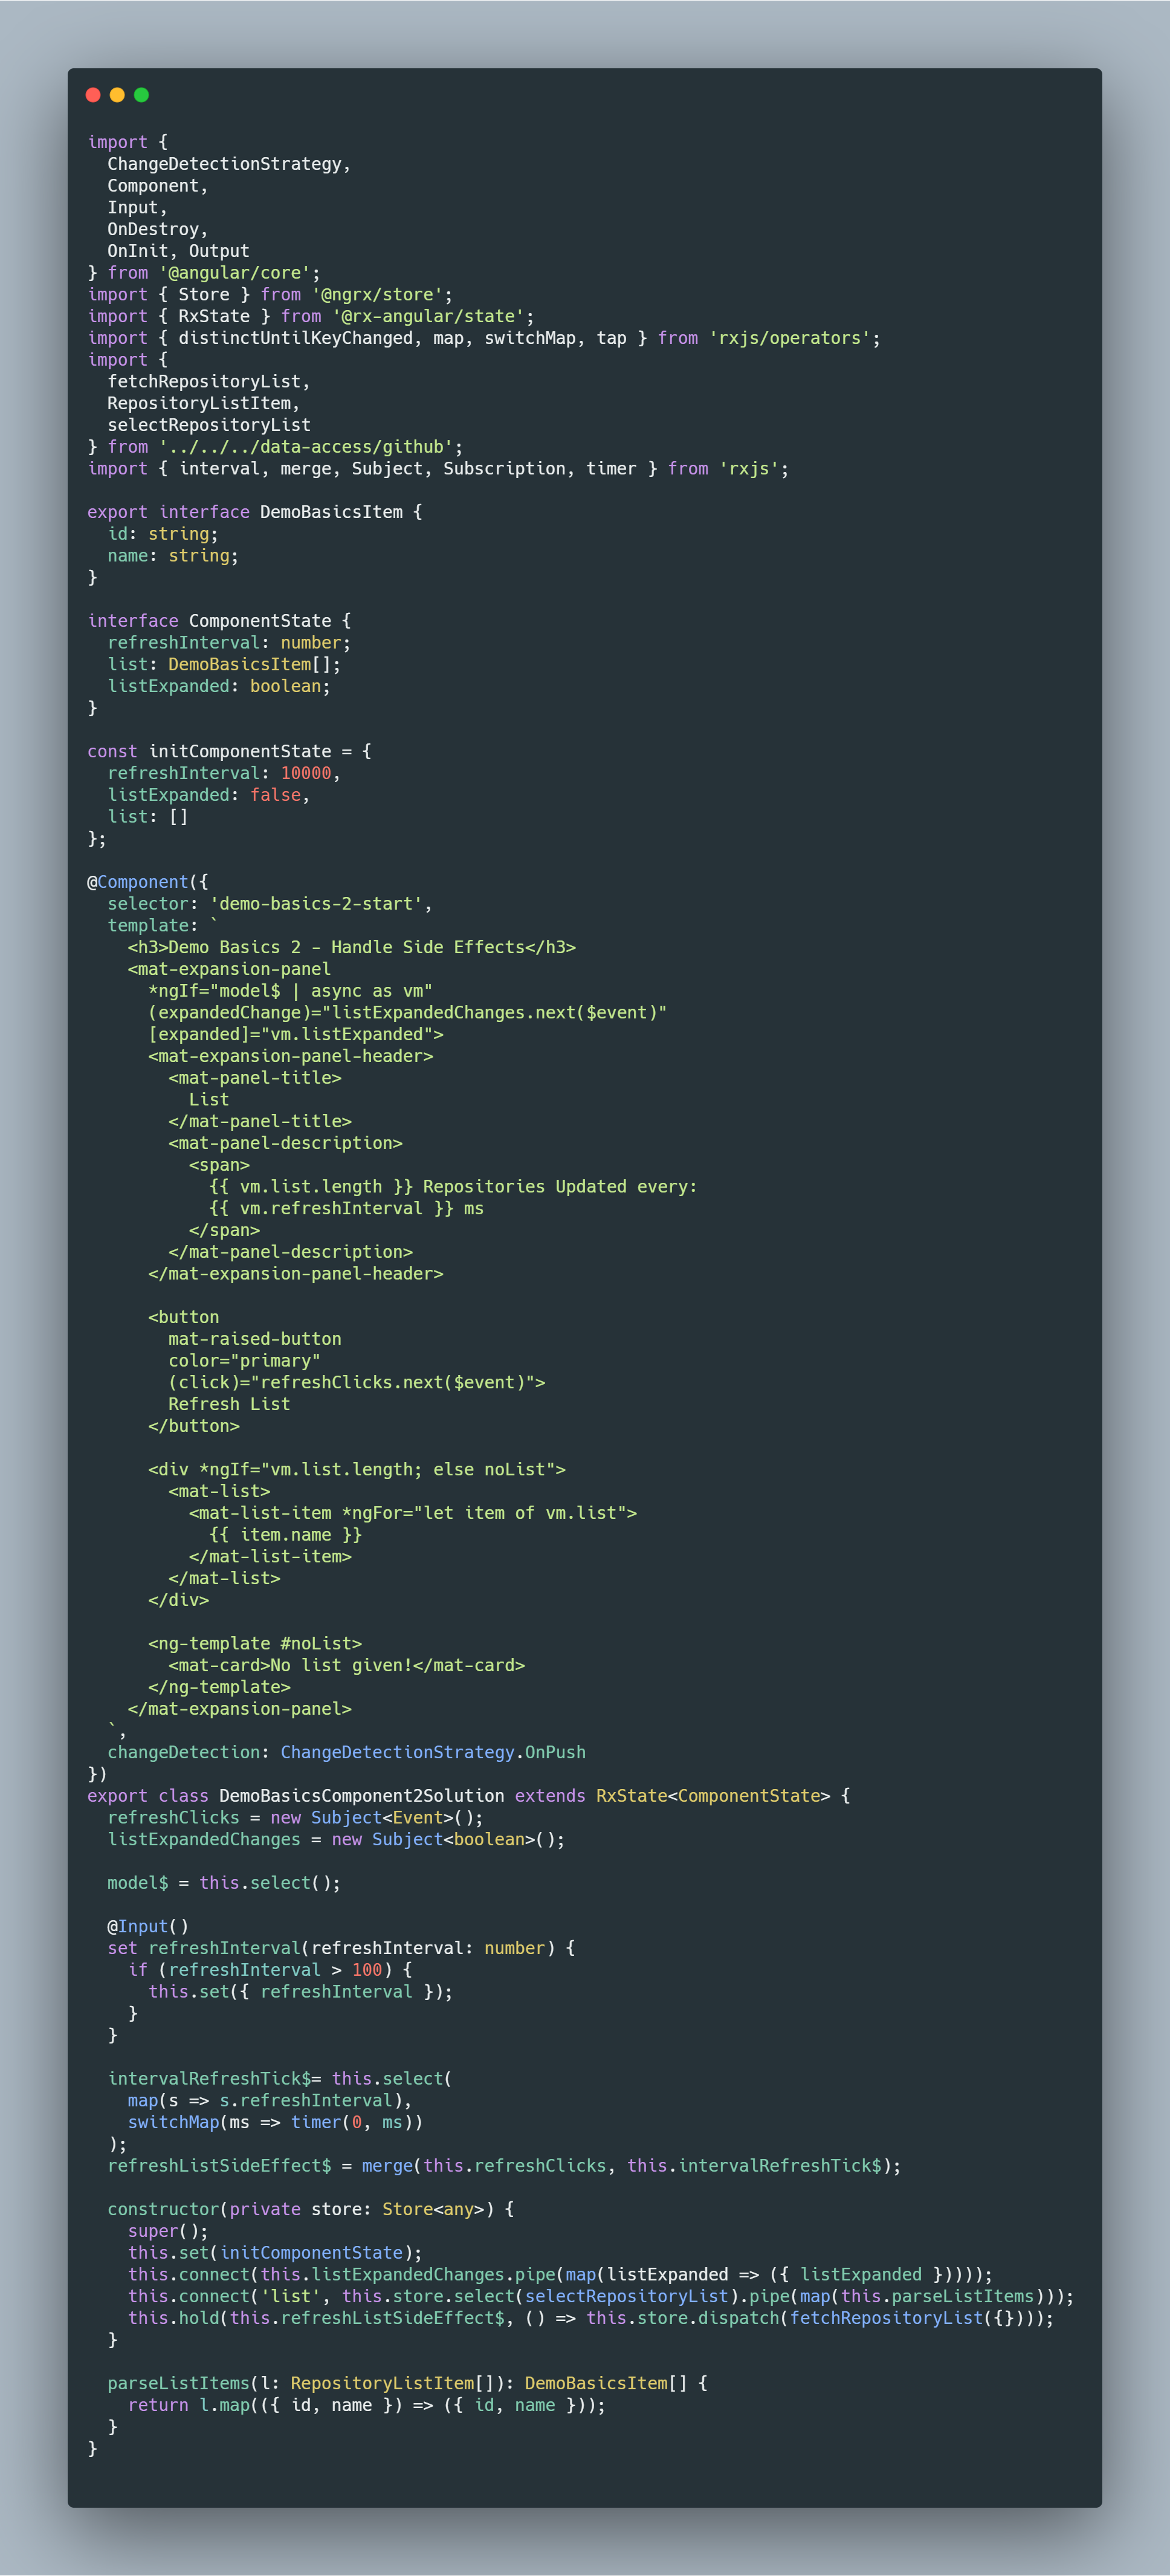 import {
  ChangeDetectionStrategy,
  Component,
  Input,
  OnDestroy,
  OnInit, Output
} from '@angular/core';
import { Store } from '@ngrx/store';
import { RxState } from '@rx-angular/state';
import { distinctUntilKeyChanged, map, switchMap, tap } from 'rxjs/operators';
import {
  fetchRepositoryList,
  RepositoryListItem,
  selectRepositoryList
} from '../../../data-access/github';
import { interval, merge, Subject, Subscription, timer } from 'rxjs';

export interface DemoBasicsItem {
  id: string;
  name: string;
}

interface ComponentState {
  refreshInterval: number;
  list: DemoBasicsItem[];
  listExpanded: boolean;
}

const initComponentState = {
  refreshInterval: 10000,
  listExpanded: false,
  list: []
};

@Component({
  selector: 'demo-basics-2-start',
  template: `
    <h3>Demo Basics 2 - Handle Side Effects</h3>
    <mat-expansion-panel
      *ngIf="model$ | async as vm"
      (expandedChange)="listExpandedChanges.next($event)"
      [expanded]="vm.listExpanded">
      <mat-expansion-panel-header>
        <mat-panel-title>
          List
        </mat-panel-title>
        <mat-panel-description>
          <span>
            {{ vm.list.length }} Repositories Updated every:
            {{ vm.refreshInterval }} ms
          </span>
        </mat-panel-description>
      </mat-expansion-panel-header>

      <button
        mat-raised-button
        color="primary"
        (click)="refreshClicks.next($event)">
        Refresh List
      </button>

      <div *ngIf="vm.list.length; else noList">
        <mat-list>
          <mat-list-item *ngFor="let item of vm.list">
            {{ item.name }}
          </mat-list-item>
        </mat-list>
      </div>

      <ng-template #noList>
        <mat-card>No list given!</mat-card>
      </ng-template>
    </mat-expansion-panel>
  `,
  changeDetection: ChangeDetectionStrategy.OnPush
})
export class DemoBasicsComponent2Solution extends RxState<ComponentState> {
  refreshClicks = new Subject<Event>();
  listExpandedChanges = new Subject<boolean>();

  model$ = this.select();

  @Input()
  set refreshInterval(refreshInterval: number) {
    if (refreshInterval > 100) {
      this.set({ refreshInterval });
    }
  }

  intervalRefreshTick$= this.select(
    map(s => s.refreshInterval),
    switchMap(ms => timer(0, ms))
  );
  refreshListSideEffect$ = merge(this.refreshClicks, this.intervalRefreshTick$);

  constructor(private store: Store<any>) {
    super();
    this.set(initComponentState);
    this.connect(this.listExpandedChanges.pipe(map(listExpanded => ({ listExpanded }))));
    this.connect('list', this.store.select(selectRepositoryList).pipe(map(this.parseListItems)));
    this.hold(this.refreshListSideEffect$, () => this.store.dispatch(fetchRepositoryList({})));
  }

  parseListItems(l: RepositoryListItem[]): DemoBasicsItem[] {
    return l.map(({ id, name }) => ({ id, name }));
  }
}